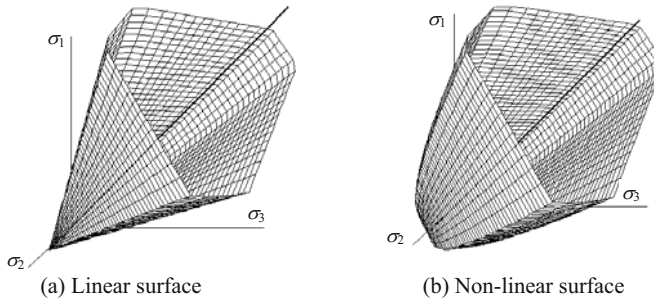 σ1
σ3
σ2
(a) Linear surface
σ1
σ3
σ2
(b) Non-linear surface